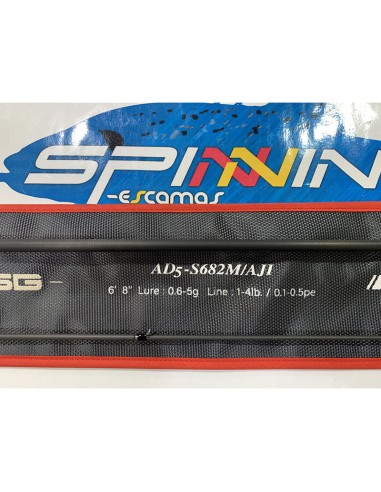 SPINNIN
-escamas
SG
AD5-S682M/AJI
6' 8" Lure : 0.6-5g Line : 1-4lb. / 0.1-0.5pe